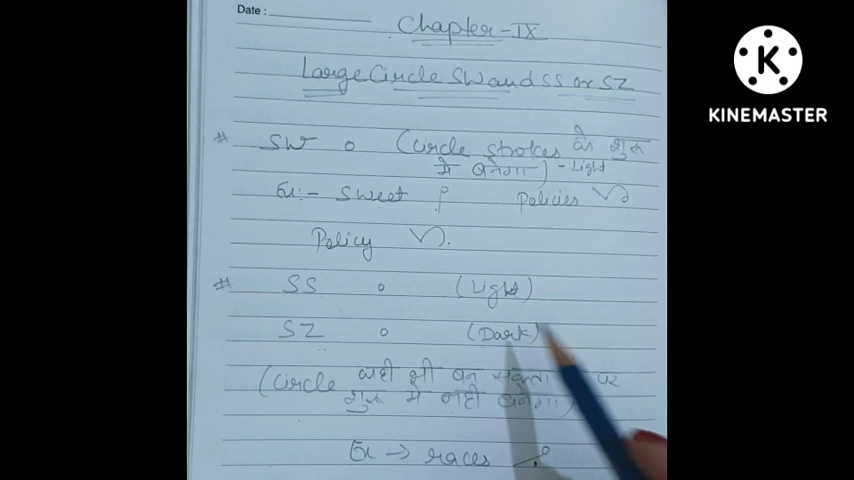 Date :
Chapter - IX
Large Circle SW and SS or SZ
# SW o (Circle strokes के शुरू
में बनेगा) - Light
Ex:- Sweet policies
Policy
# SS o (Light)
SZ o (Dark)
(Circle कही भी बन सकता पर
शुरू में नही बनेगा)
Ex → races
K
KINEMASTER